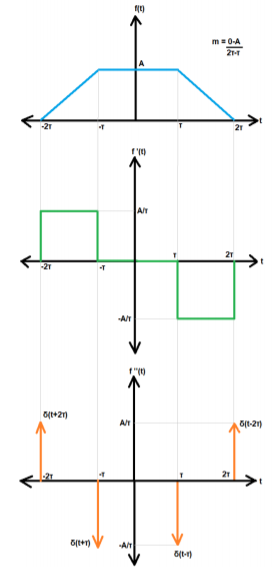 f(t)
m = 0-A
2τ-τ
A
-2τ -τ τ 2τ t
f '(t)
A/τ
τ 2τ
-2τ -τ t
-A/τ
f ''(t)
δ(t+2τ) A/τ δ(t-2τ)
-2τ -τ τ 2τ t
δ(t+τ) -A/τ
δ(t-τ)